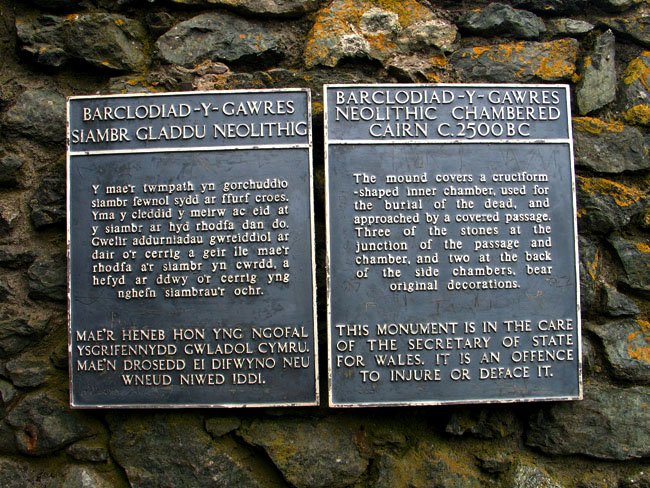 BARCLODIAD-Y-GAWRES
SIAMBR GLADDU NEOLITHIG
Y mae'r twmpath yn gorchuddio
siambr fewnol sydd ar ffurf croes.
Yma y cleddid y meirw ac eid at
y siambr ar hyd rhodfa dan do.
Gwelir addurniadau gwreiddiol ar
dair o'r cerrig a geir lle mae'r
rhodfa a'r siambr yn cwrdd, a
hefyd ar ddwy o'r cerrig yng
nghefn siambrau'r ochr.
MAE'R HENEB HON YNG NGOFAL
YSGRIFENNYDD GWLADOL CYMRU.
MAE'N DROSEDD EI DIFWYNO NEU
WNEUD NIWED IDDI.
BARCLODIAD-Y-GAWRES
NEOLITHIC CHAMBERED
CAIRN C.2500 BC
The mound covers a cruciform
-shaped inner chamber, used for
the burial of the dead, and
approached by a covered passage.
Three of the stones at the
junction of the passage and
chamber, and two at the back
of the side chambers, bear
original decorations.
THIS MONUMENT IS IN THE CARE
OF THE SECRETARY OF STATE
FOR WALES. IT IS AN OFFENCE
TO INJURE OR DEFACE IT.